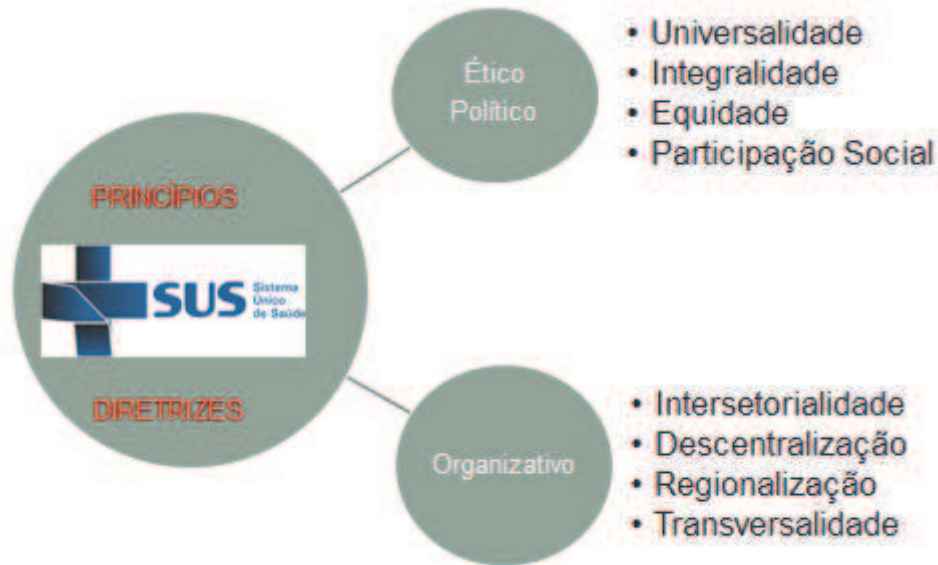 PRINCÍPIOS
SUS
Sistema
Único
de Saúde
DIRETRIZES
Ético
Político
• Universalidade
• Integralidade
• Equidade
• Participação Social
Organizativo
• Intersetorialidade
• Descentralização
• Regionalização
• Transversalidade